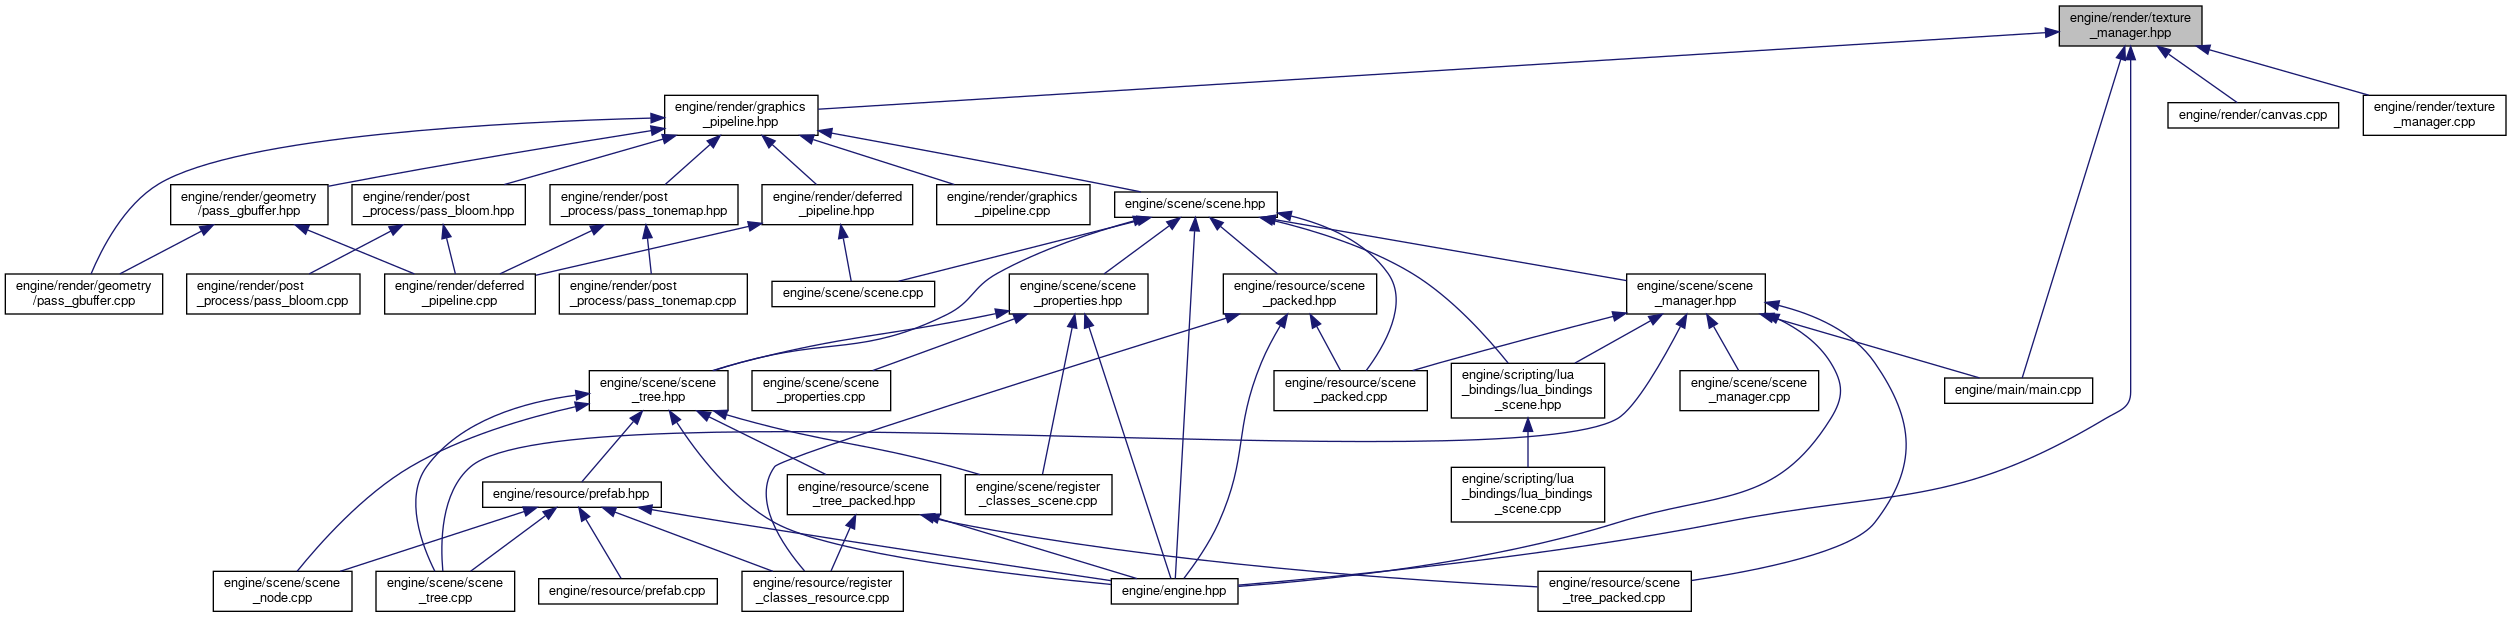 engine/render/texture
_manager.hpp
engine/render/graphics
_pipeline.hpp
engine/render/canvas.cpp
engine/render/texture
_manager.cpp
engine/render/geometry
/pass_gbuffer.hpp
engine/render/post
_process/pass_bloom.hpp
engine/render/post
_process/pass_tonemap.hpp
engine/render/deferred
_pipeline.hpp
engine/render/graphics
_pipeline.cpp
engine/scene/scene.hpp
engine/render/geometry
/pass_gbuffer.cpp
engine/render/post
_process/pass_bloom.cpp
engine/render/deferred
_pipeline.cpp
engine/render/post
_process/pass_tonemap.cpp
engine/scene/scene.cpp
engine/scene/scene
_properties.hpp
engine/resource/scene
_packed.hpp
engine/scene/scene
_manager.hpp
engine/scene/scene
_tree.hpp
engine/scene/scene
_properties.cpp
engine/resource/scene
_packed.cpp
engine/scripting/lua
_bindings/lua_bindings
_scene.hpp
engine/scene/scene
_manager.cpp
engine/main/main.cpp
engine/resource/prefab.hpp
engine/resource/scene
_tree_packed.hpp
engine/scene/register
_classes_scene.cpp
engine/scripting/lua
_bindings/lua_bindings
_scene.cpp
engine/scene/scene
_node.cpp
engine/scene/scene
_tree.cpp
engine/resource/prefab.cpp
engine/resource/register
_classes_resource.cpp
engine/engine.hpp
engine/resource/scene
_tree_packed.cpp